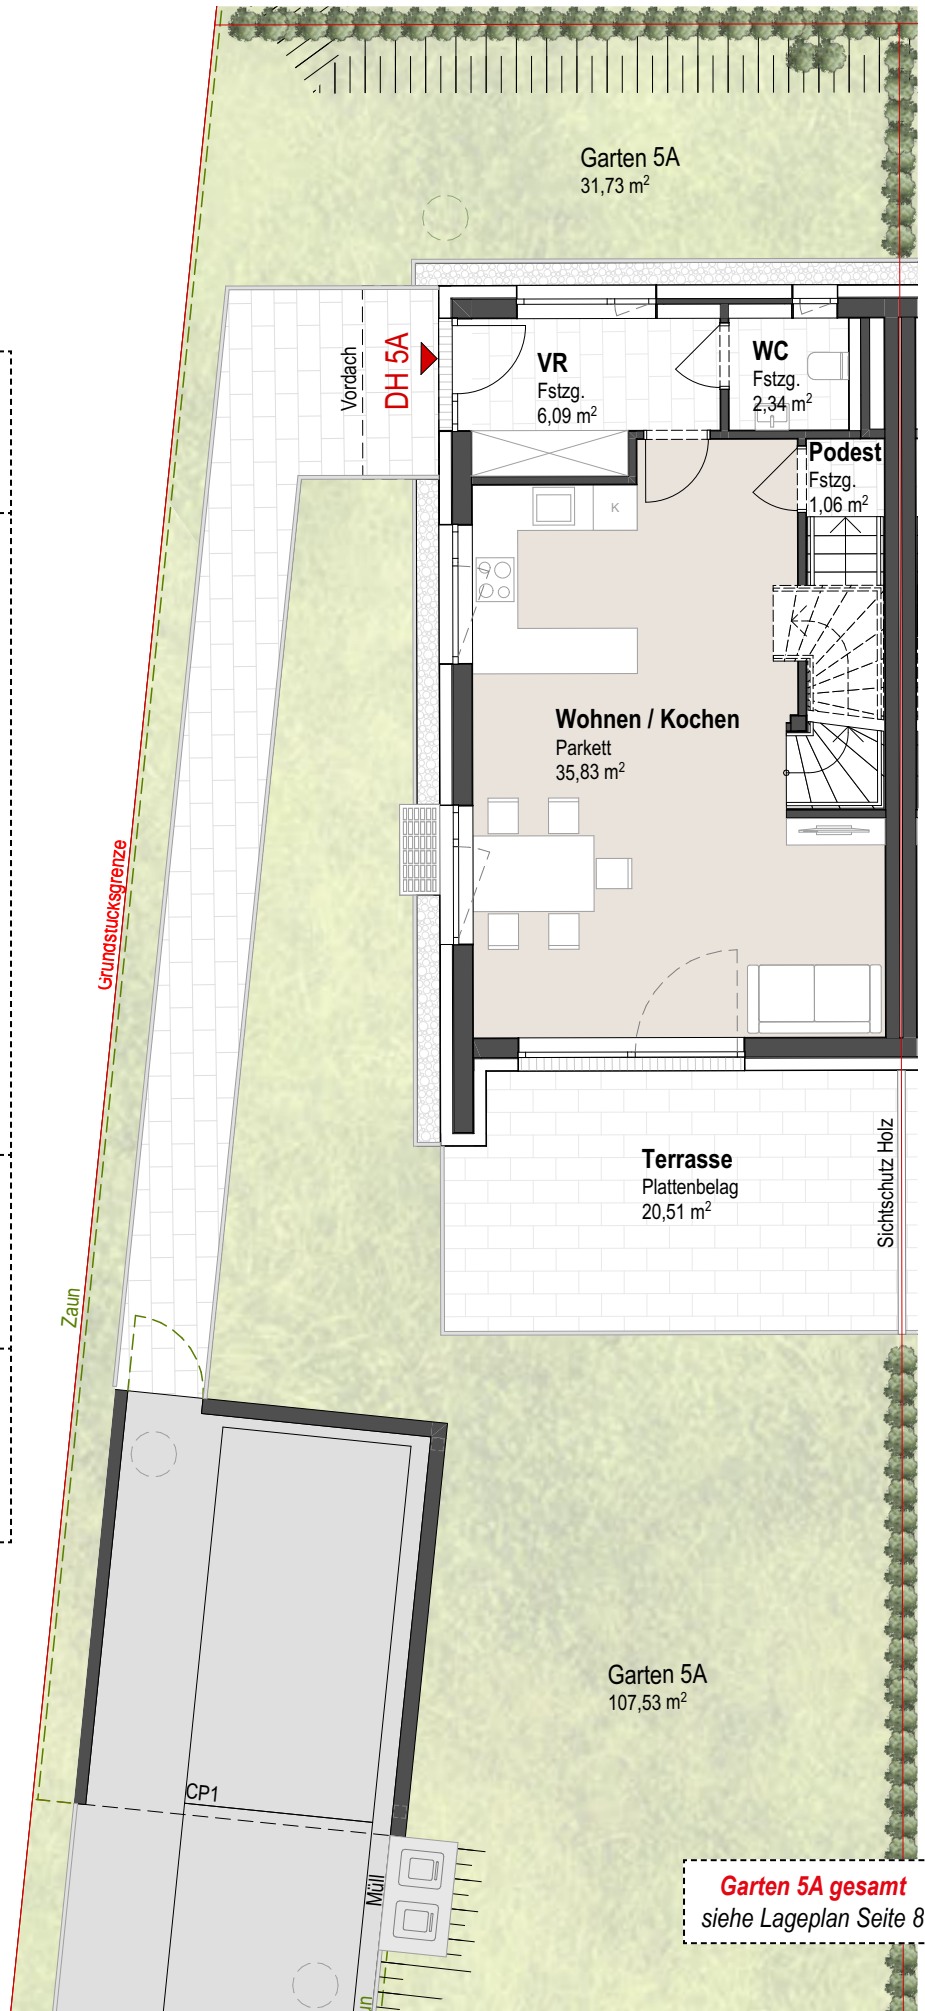 Garten 5A
31,73 m²
Vordach
DH 5A
VR
Fstzg.
6,09 m²
WC
Fstzg.
2,34 m²
Podest
Fstzg.
1,06 m²
K
Wohnen / Kochen
Parkett
35,83 m²
Grundstücksgrenze
Terrasse
Plattenbelag
20,51 m²
Sichtschutz Holz
Zaun
Garten 5A
107,53 m²
CP1
Müll
Garten 5A gesamt
siehe Lageplan Seite 8